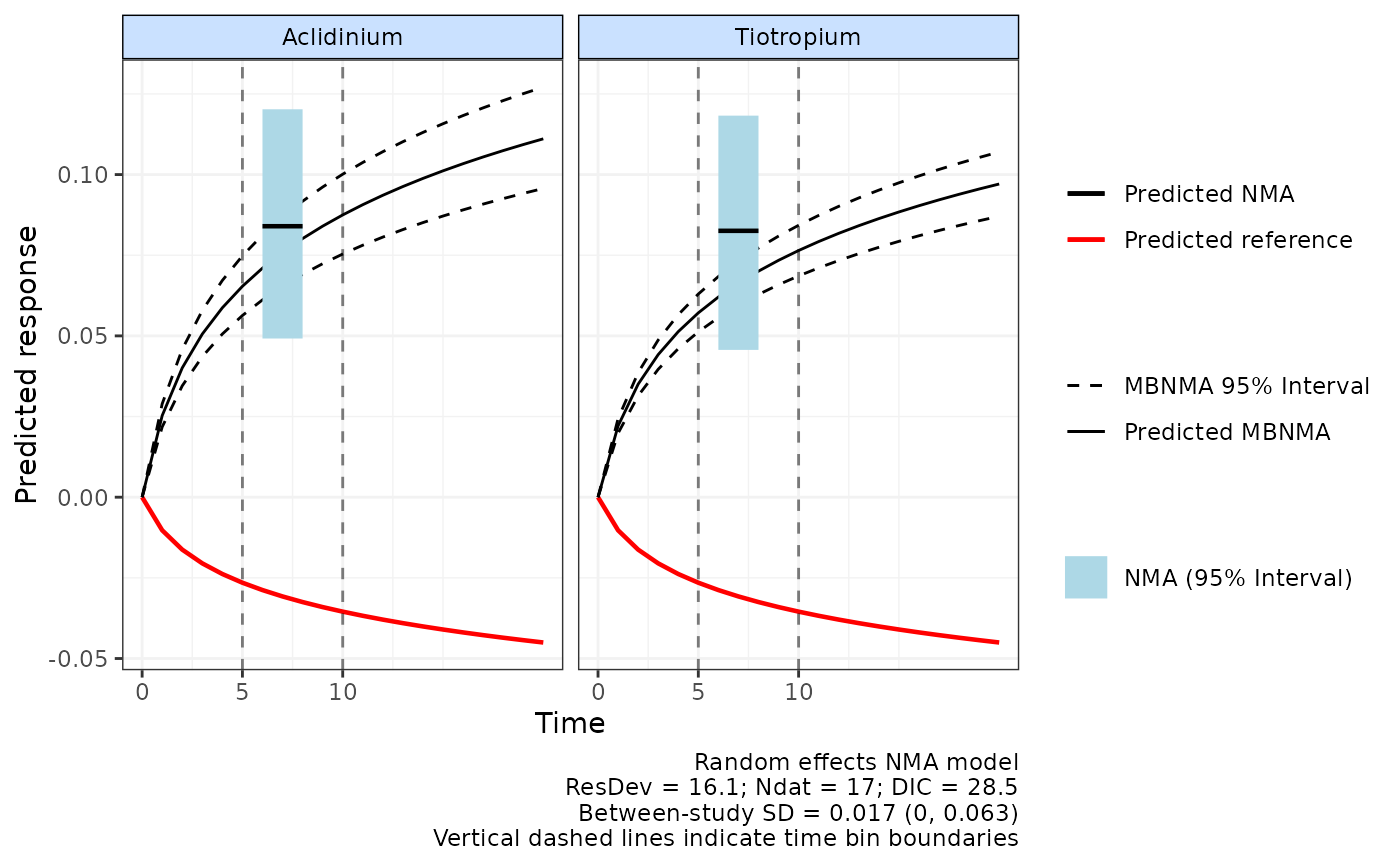 Aclidinium
Tiotropium
Predicted response
0.10
0.05
0.00
-0.05
0 5 10
0 5 10
Time
Predicted NMA
Predicted reference
MBNMA 95% Interval
Predicted MBNMA
NMA (95% Interval)
Random effects NMA model
ResDev = 16.1; Ndat = 17; DIC = 28.5
Between-study SD = 0.017 (0, 0.063)
Vertical dashed lines indicate time bin boundaries